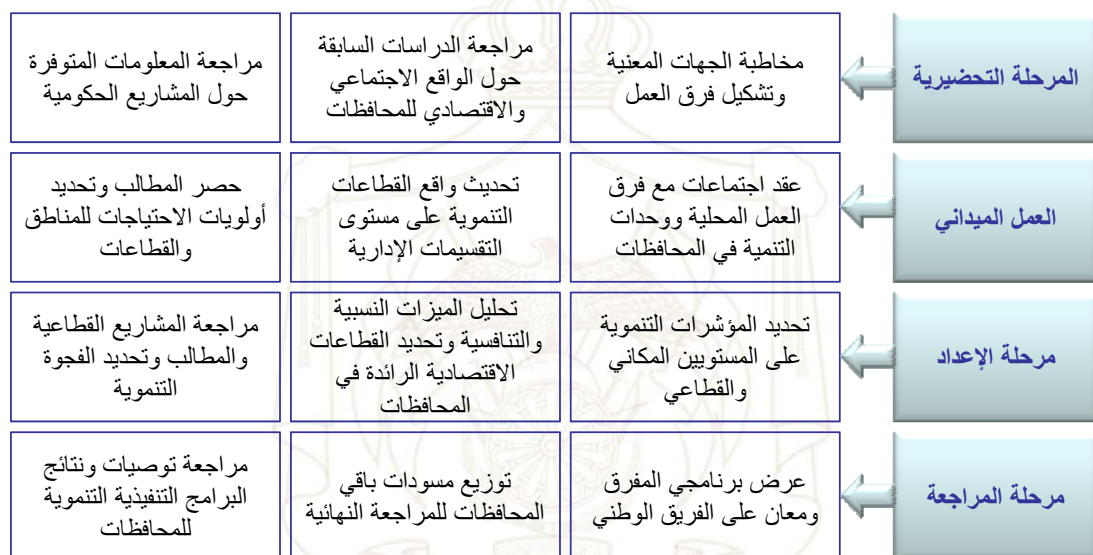 المرحلة التحضيرية
مخاطبة الجهات المعنية
وتشكيل فرق العمل
مراجعة الدراسات السابقة
حول الواقع الاجتماعي
والاقتصادي للمحافظات
مراجعة المعلومات المتوفرة
حول المشاريع الحكومية
العمل الميداني
عقد اجتماعات مع فرق
العمل المحلية ووحدات
التنمية في المحافظات
تحديث واقع القطاعات
التنموية على مستوى
التقسيمات الإدارية
حصر المطالب وتحديد
أولويات الاحتياجات للمناطق
والقطاعات
مرحلة الإعداد
تحديد المؤشرات التنموية
على المستويين المكاني
والقطاعي
تحليل الميزات النسبية
والتنافسية وتحديد القطاعات
الاقتصادية الرائدة في
المحافظات
مراجعة المشاريع القطاعية
والمطالب وتحديد الفجوة
التنموية
مرحلة المراجعة
عرض برنامجي المفرق
ومعان على الفريق الوطني
توزيع مسودات باقي
المحافظات للمراجعة النهائية
مراجعة توصيات ونتائج
البرامج التنفيذية التنموية
للمحافظات